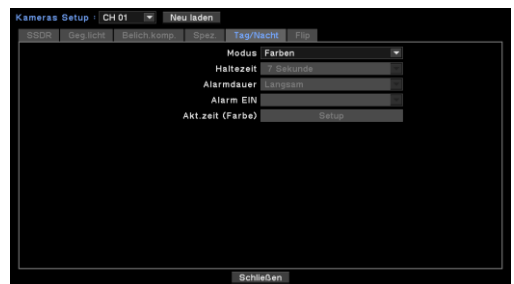 Kameras Setup : CH 01 Neu laden
SSDR Geg.licht Belich.komp. Spez. Tag/Nacht Flip
Modus Farben
Haltezeit 7 Sekunde
Alarmdauer Langsam
Alarm EIN
Akt.zeit (Farbe) Setup
Schließen